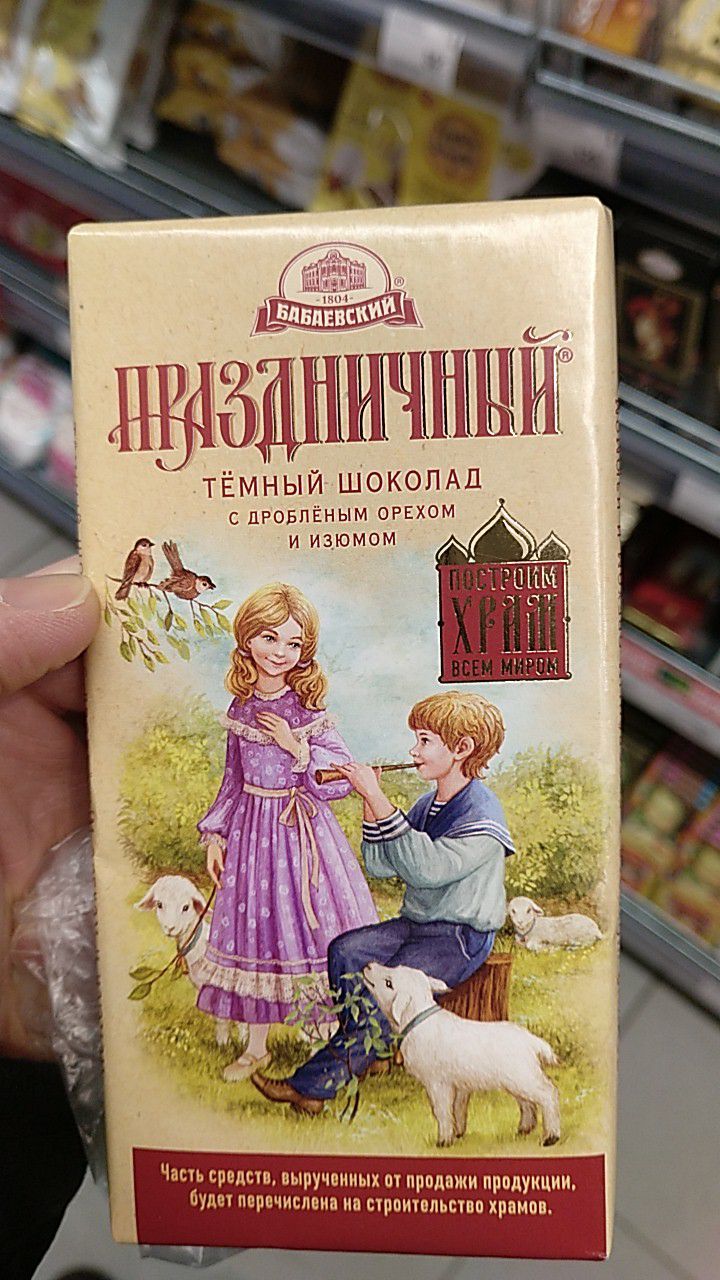 -1804-
БАБАЕВСКИЙ®
ПРАЗДНИЧНЫЙ®
ТЁМНЫЙ ШОКОЛАД
С ДРОБЛЁНЫМ ОРЕХОМ
И ИЗЮМОМ
ПОСТРОИМ
ХРАМ
ВСЕМ МИРОМ
Часть средств, вырученных от продажи продукции,
будет перечислена на строительство храмов.